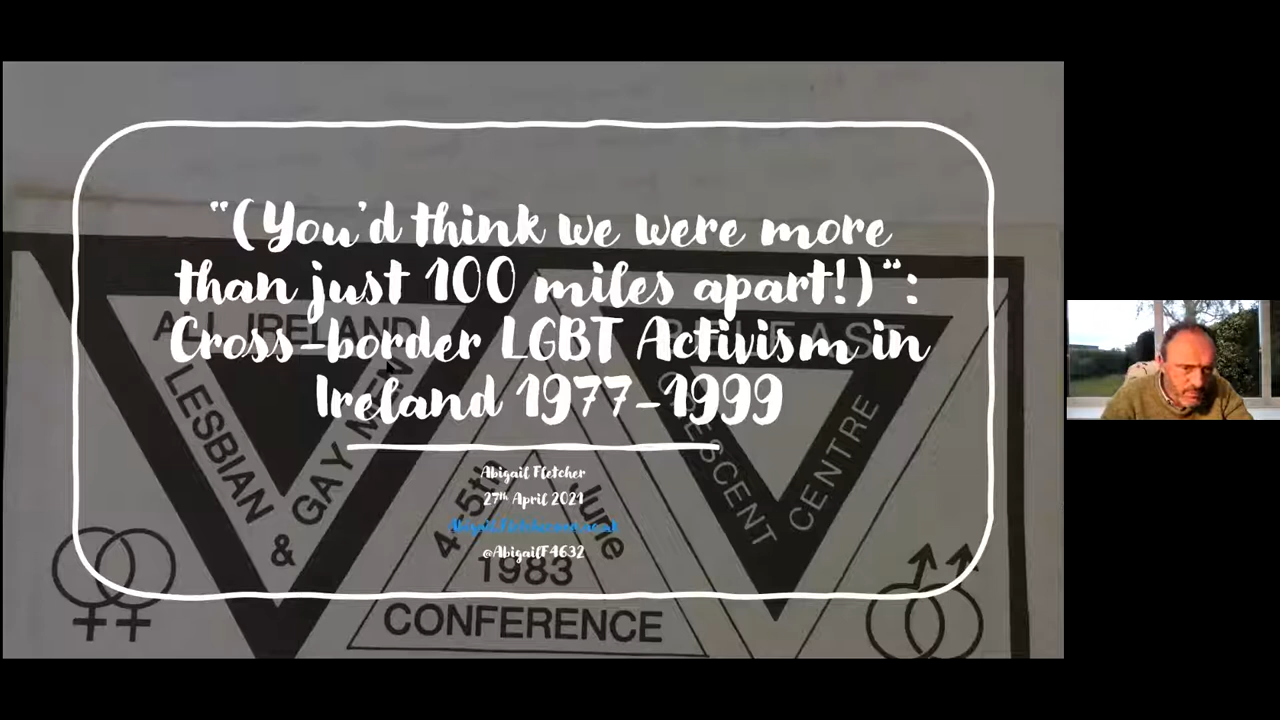 "(You'd think we were more
than just 100 miles apart!)":
Cross-border LGBT Activism in
Ireland 1977-1999
Abigail Fletcher
27th April 2021
@AbigailF4632
ALL IRELAND
LESBIAN
&
GAY MEN
4-5th June
1983
CONFERENCE
BELFAST
CRESCENT
CENTRE